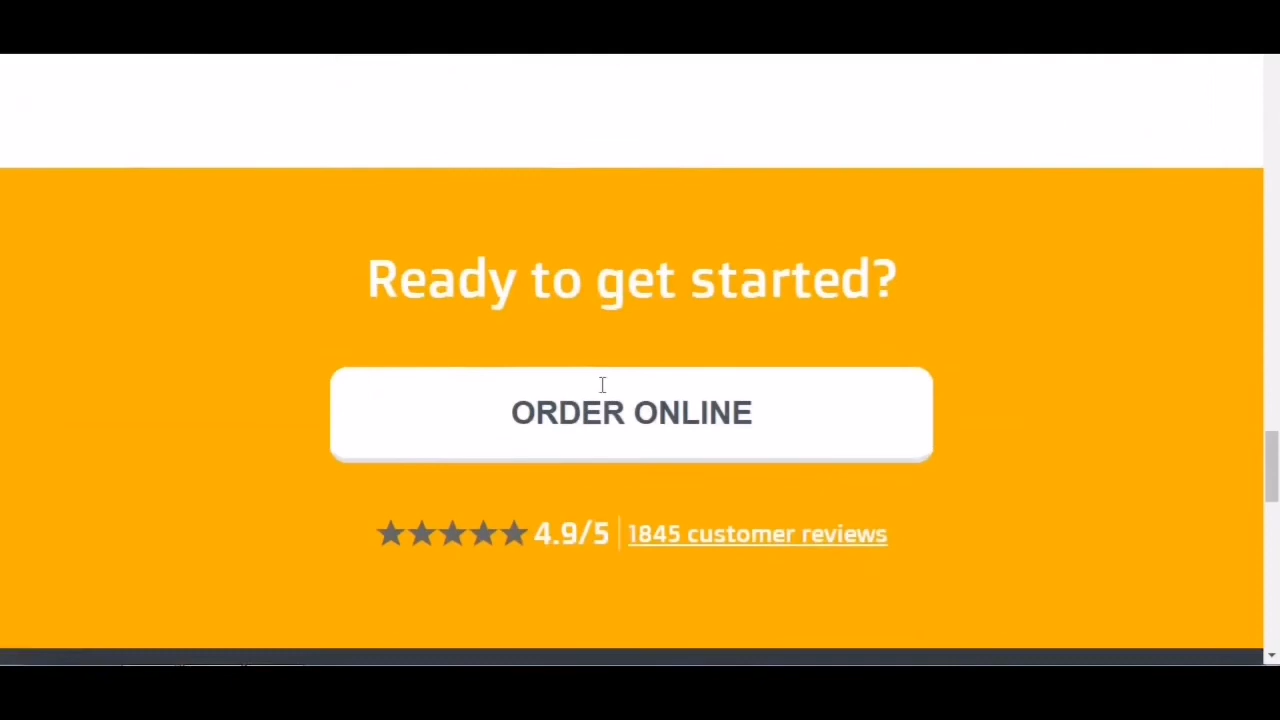 Ready to get started?
ORDER ONLINE
★★★★★ 4.9/5 | 1845 customer reviews